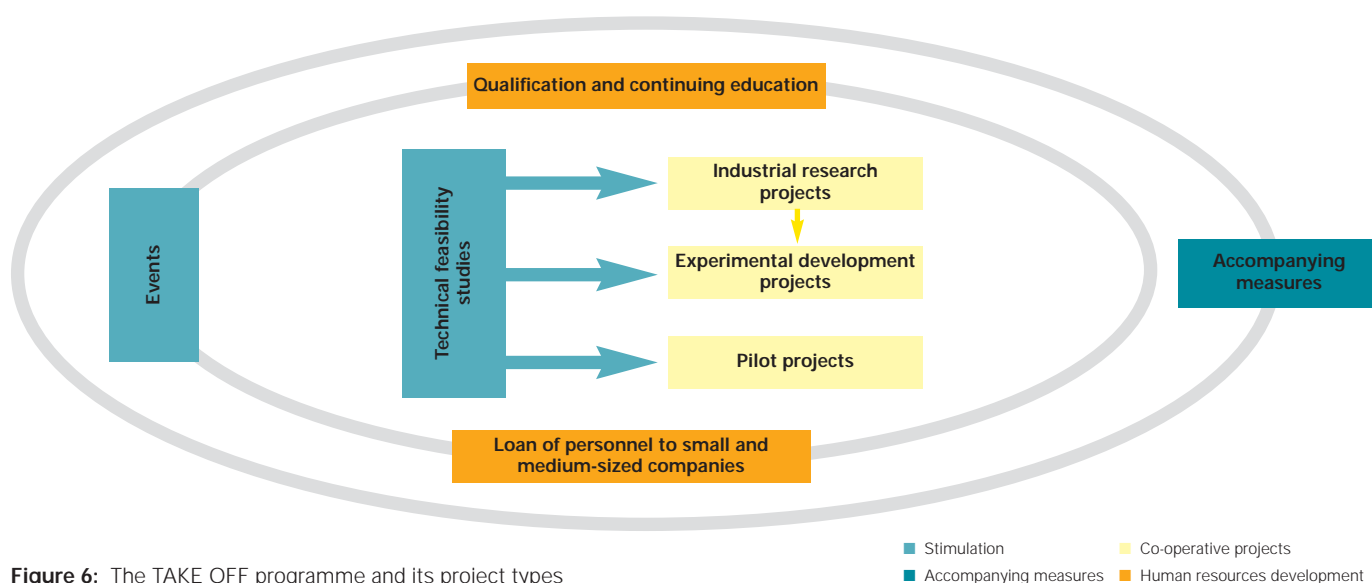 Qualification and continuing education
Events
Technical feasibility
studies
Industrial research
projects
Experimental development
projects
Pilot projects
Accompanying
measures
Loan of personnel to small and
medium-sized companies
Figure 6: The TAKE OFF programme and its project types
Stimulation
Co-operative projects
Accompanying measures
Human resources development